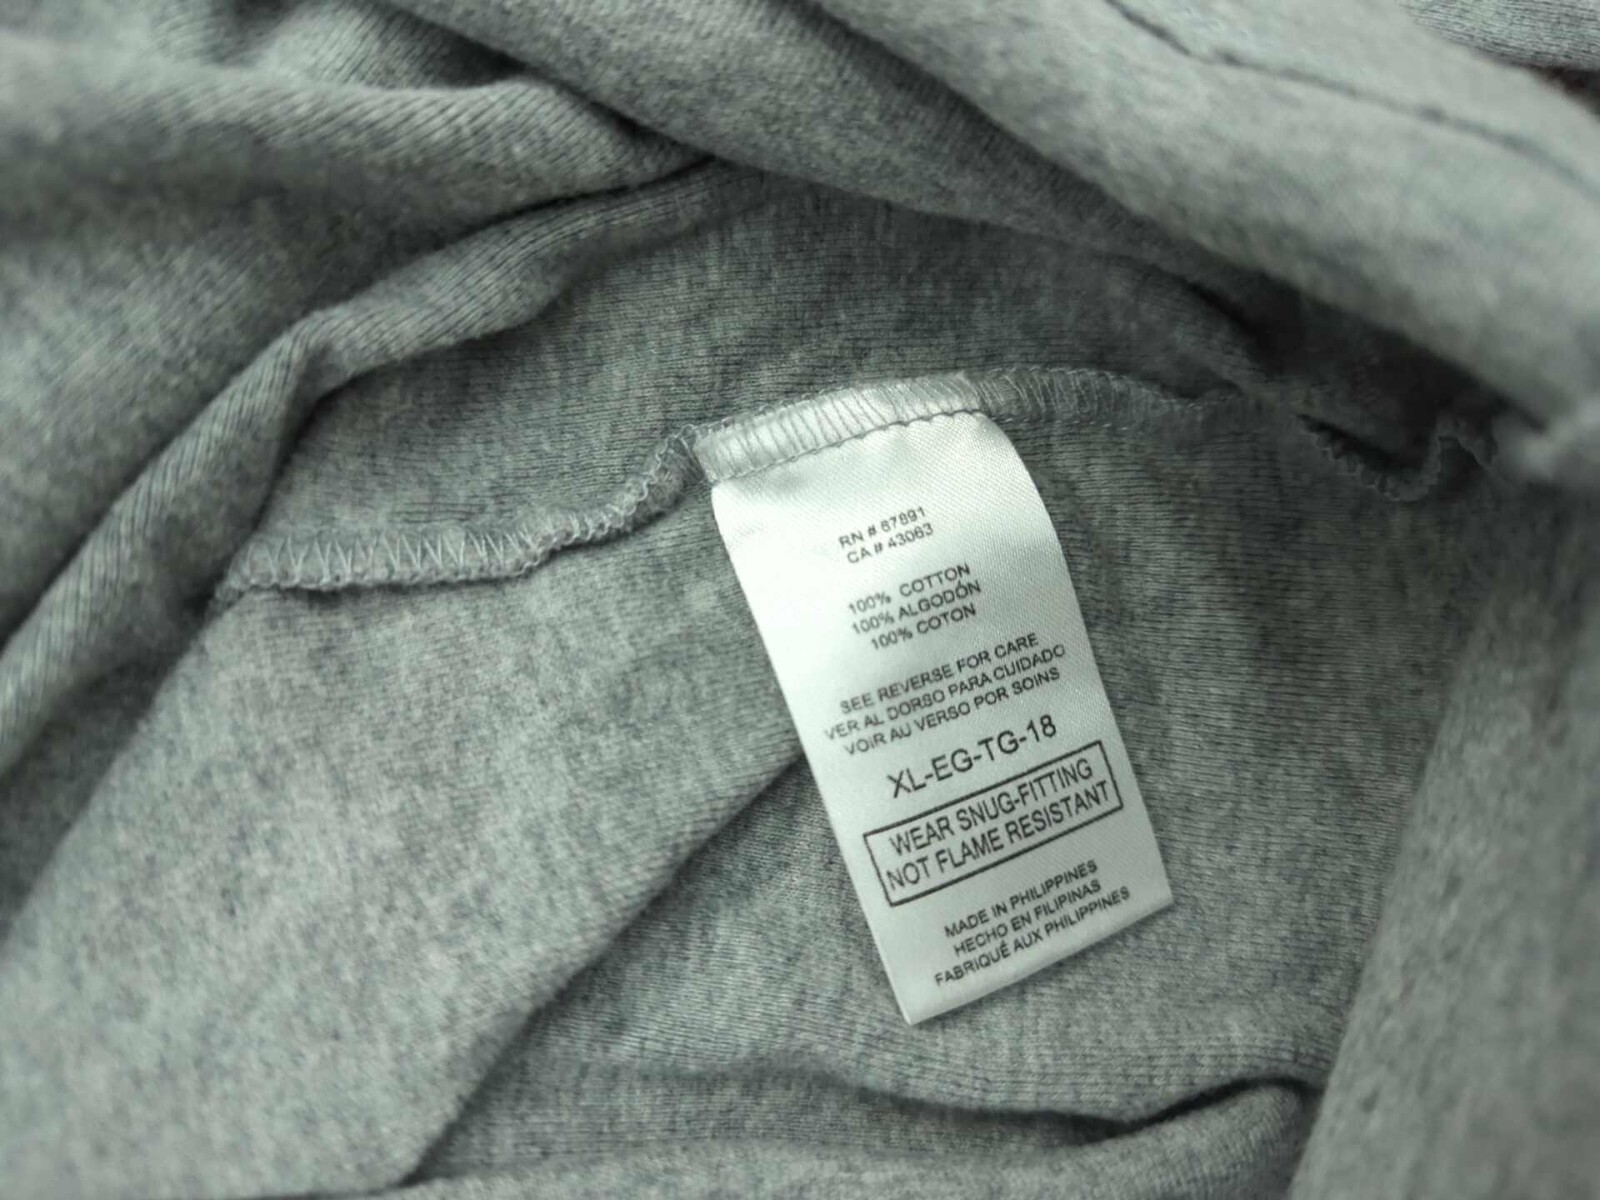 RN # 67891
CA # 43063
100% COTTON
100% ALGODÓN
100% COTON
SEE REVERSE FOR CARE
VER AL DORSO PARA CUIDADO
VOIR AU VERSO POR SOINS
XL-EG-TG-18
WEAR SNUG-FITTING
NOT FLAME RESISTANT
MADE IN PHILIPPINES
HECHO EN FILIPINAS
FABRIQUÉ AUX PHILIPPINES